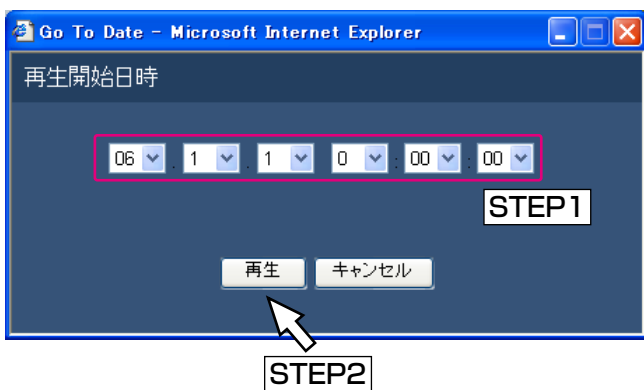 Go To Date - Microsoft Internet Explorer
再生開始日時
06 . 1 . 1 0 : 00 : 00
STEP1
再生 キャンセル
STEP2